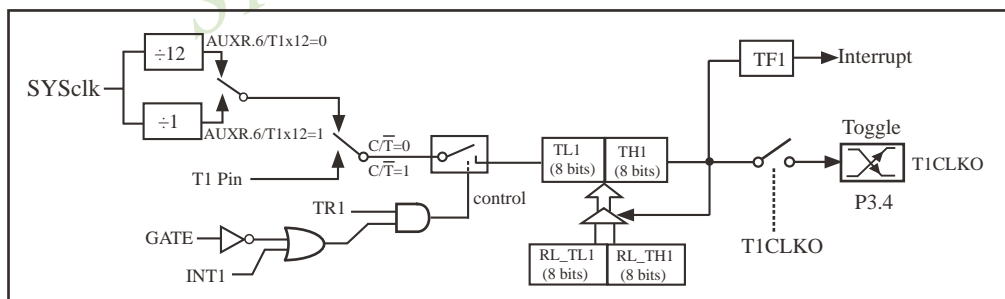 ÷12
AUXR.6/T1x12=0
SYSclk
÷1
AUXR.6/T1x12=1
T1 Pin
C/T̅=0
C/T̅=1
control
TR1
GATE
INT1
TL1
(8 bits)
TH1
(8 bits)
RL_TL1
(8 bits)
RL_TH1
(8 bits)
TF1
Interrupt
Toggle
T1CLKO
P3.4
T1CLKO